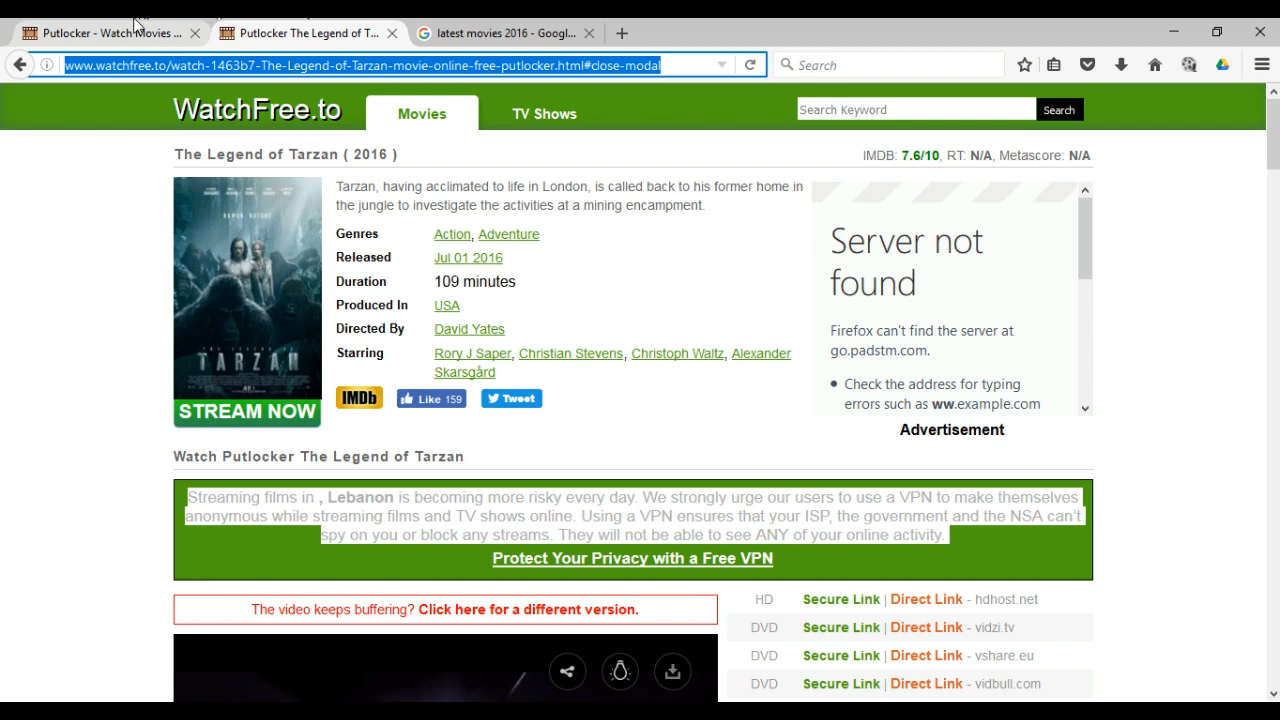 Putlocker - Watch Movies ...
Putlocker The Legend of T...
latest movies 2016 - Googl...
www.watchfree.to/watch-1463b7-The-Legend-of-Tarzan-movie-online-free-putlocker.html#close-modal
Search
WatchFree.to
Movies
TV Shows
Search Keyword
Search
The Legend of Tarzan ( 2016 )
IMDB: 7.6/10, RT: N/A, Metascore: N/A
Tarzan, having acclimated to life in London, is called back to his former home in
the jungle to investigate the activities at a mining encampment.
Genres Action, Adventure
Released Jul 01 2016
Duration 109 minutes
Produced In USA
Directed By David Yates
Starring Rory J Saper, Christian Stevens, Christoph Waltz, Alexander
Skarsgård
IMDb
Like 159
Tweet
HUMAN NATURE
THE LEGEND OF
TARZAN
STREAM NOW
Server not
found
Firefox can't find the server at
go.padstm.com.
Check the address for typing
errors such as ww.example.com
Advertisement
Watch Putlocker The Legend of Tarzan
Streaming films in , Lebanon is becoming more risky every day. We strongly urge our users to use a VPN to make themselves
anonymous while streaming films and TV shows online. Using a VPN ensures that your ISP, the government and the NSA can't
spy on you or block any streams. They will not be able to see ANY of your online activity.
Protect Your Privacy with a Free VPN
The video keeps buffering? Click here for a different version.
HD Secure Link | Direct Link - hdhost.net
DVD Secure Link | Direct Link - vidzi.tv
DVD Secure Link | Direct Link - vshare.eu
DVD Secure Link | Direct Link - vidbull.com